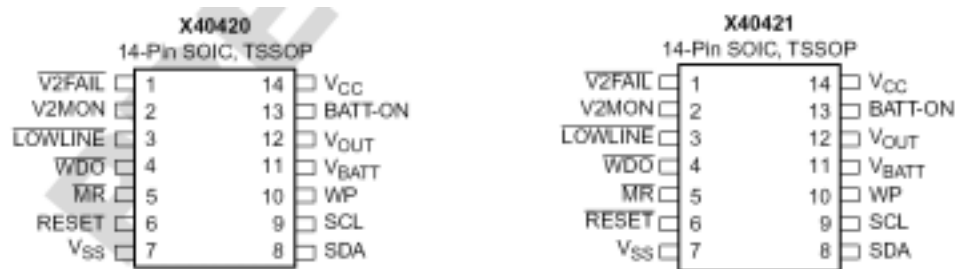 X40420
14-Pin SOIC, TSSOP
V2FAIL 1 14 VCC
V2MON 2 13 BATT-ON
LOWLINE 3 12 VOUT
WDO 4 11 VBATT
MR 5 10 WP
RESET 6 9 SCL
VSS 7 8 SDA
X40421
14-Pin SOIC, TSSOP
V2FAIL 1 14 VCC
V2MON 2 13 BATT-ON
LOWLINE 3 12 VOUT
WDO 4 11 VBATT
MR 5 10 WP
RESET 6 9 SCL
VSS 7 8 SDA